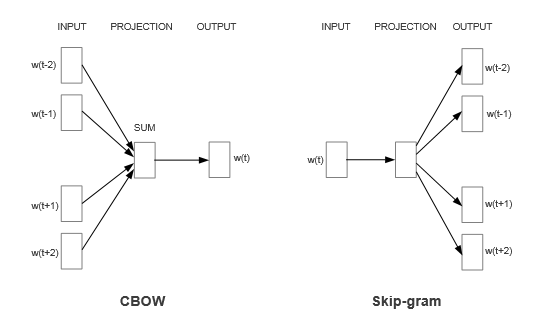 INPUT PROJECTION OUTPUT
w(t-2)
w(t-1)
SUM
w(t)
w(t+1)
w(t+2)
CBOW
INPUT PROJECTION OUTPUT
w(t-2)
w(t-1)
w(t)
w(t+1)
w(t+2)
Skip-gram